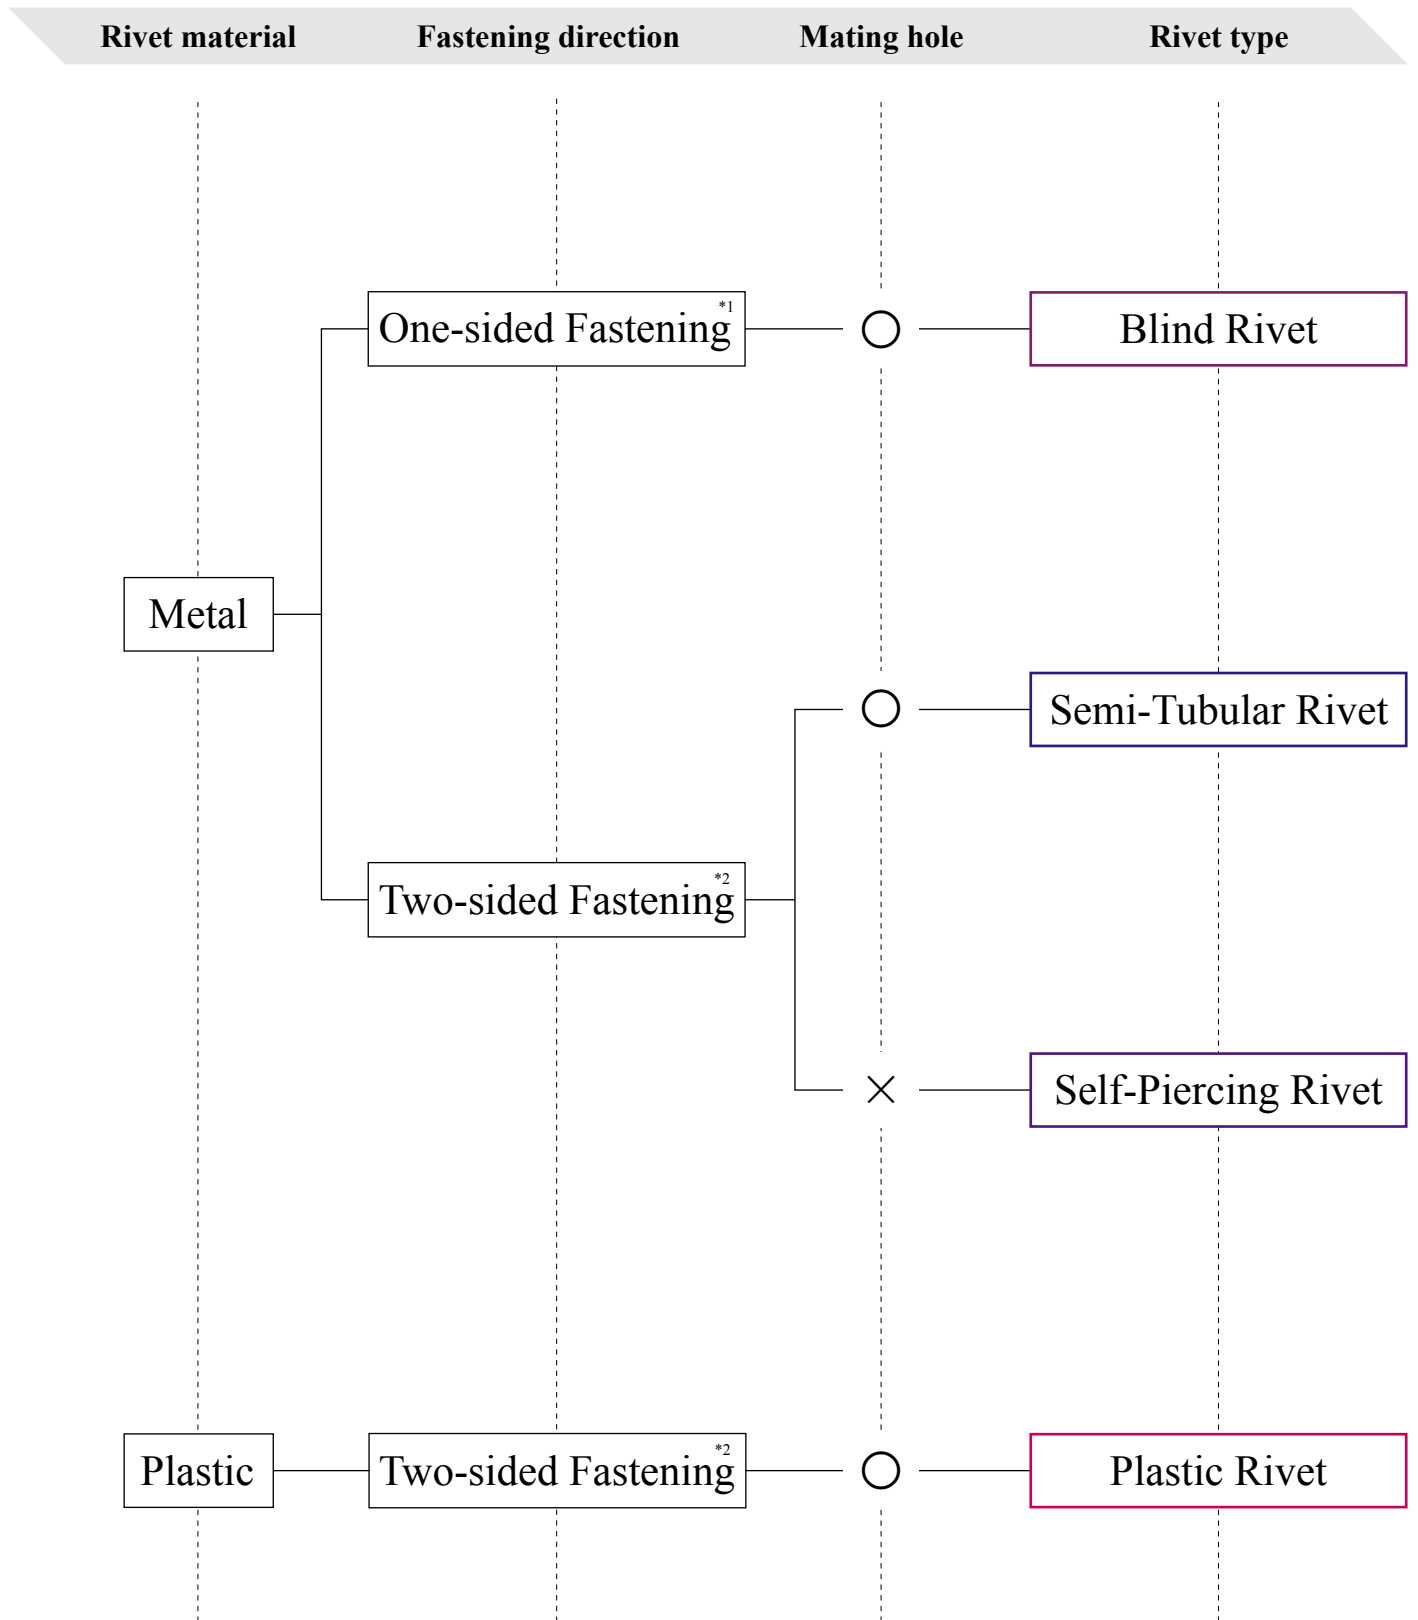 Rivet material Fastening direction Mating hole Rivet type
One-sided Fastening*1 ○ Blind Rivet
Metal
○ Semi-Tubular Rivet
Two-sided Fastening*2
× Self-Piercing Rivet
Plastic Two-sided Fastening*2 ○ Plastic Rivet